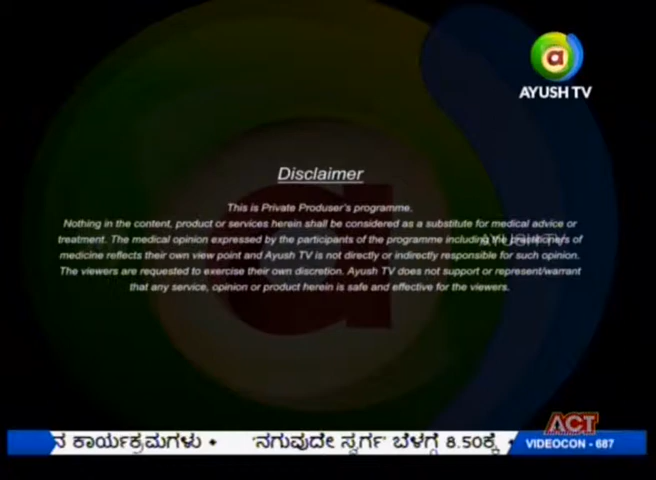 AYUSH TV
Disclaimer
This is Private Produser's programme.
Nothing in the content, product or services herein shall be considered as a substitute for medical advice or
treatment. The medical opinion expressed by the participants of the programme including of
medicine reflects their own view point and Ayush TV is not directly or indirectly responsible for such opinion.
The viewers are requested to exercise their own discretion. Ayush TV does not support or represent/warrant
that any service, opinion or product herein is safe and effective for the viewers.
ACT
ನ ಕಾರ್ಯಕ್ರಮಗಳು • 'ನಗುವುದೇ ಸ್ವರ್ಗ' ಬೆಳಗ್ಗೆ 8.50ಕ್ಕೆ •
VIDEOCON - 687